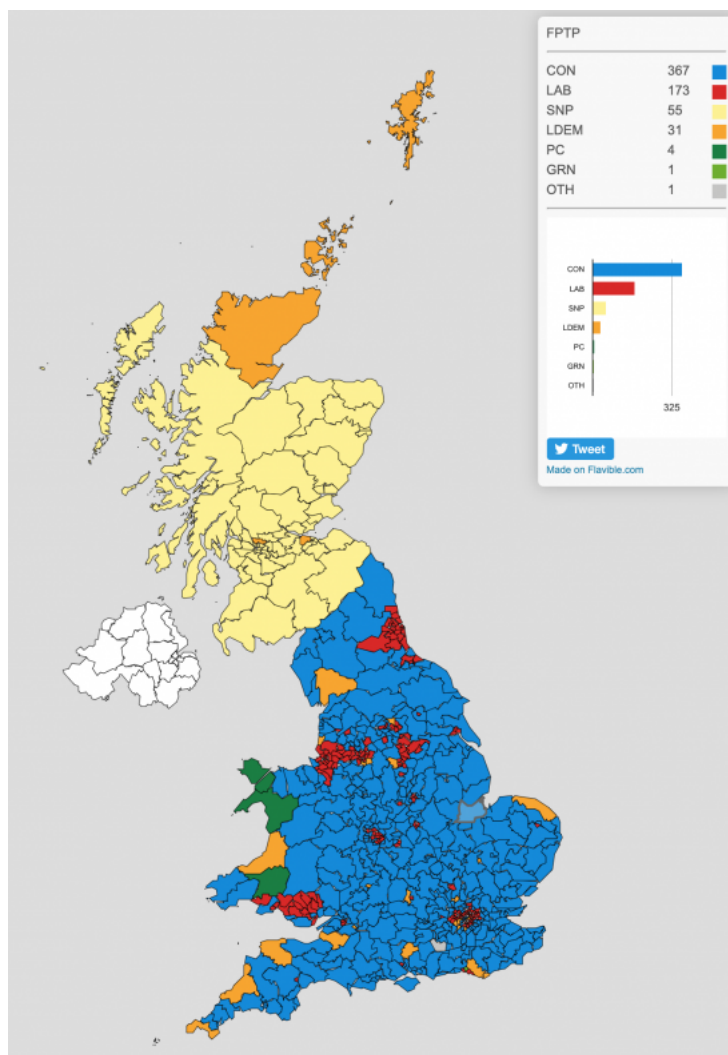 FPTP
CON 367
LAB 173
SNP 55
LDEM 31
PC 4
GRN 1
OTH 1
CON
LAB
SNP
LDEM
PC
GRN
OTH
325
Tweet
Made on Flavible.com